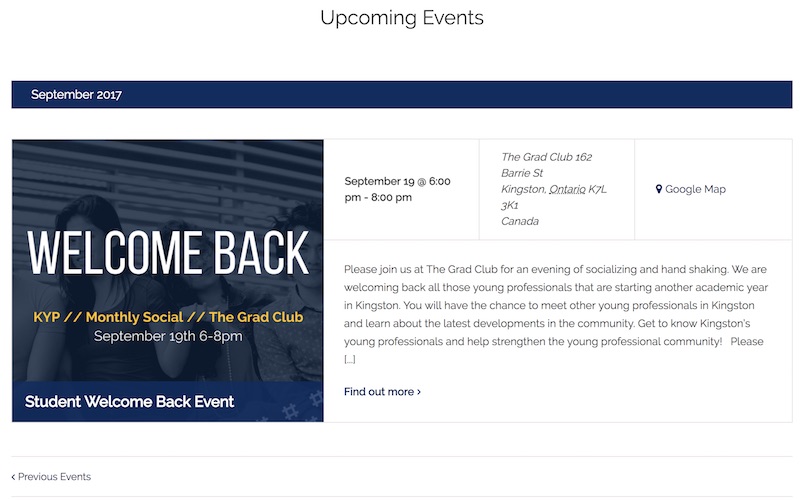 Upcoming Events
September 2017
WELCOME BACK
KYP // Monthly Social // The Grad Club
September 19th 6-8pm
Student Welcome Back Event
September 19 @ 6:00
pm - 8:00 pm
The Grad Club 162
Barrie St
Kingston, Ontario K7L
3K1
Canada
Google Map
Please join us at The Grad Club for an evening of socializing and hand shaking. We are
welcoming back all those young professionals that are starting another academic year
in Kingston. You will have the chance to meet other young professionals in Kingston
and learn about the latest developments in the community. Get to know Kingston's
young professionals and help strengthen the young professional community!   Please
[...]
Find out more ›
‹ Previous Events